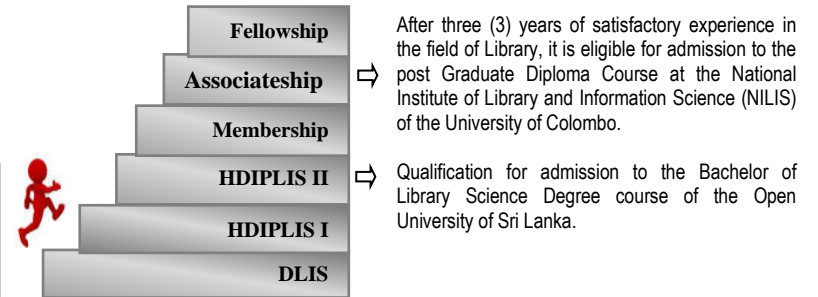 Fellowship
Associateship
Membership
HDIPLIS II
HDIPLIS I
DLIS
After three (3) years of satisfactory experience in
the field of Library, it is eligible for admission to the
post Graduate Diploma Course at the National
Institute of Library and Information Science (NILIS)
of the University of Colombo.
Qualification for admission to the Bachelor of
Library Science Degree course of the Open
University of Sri Lanka.